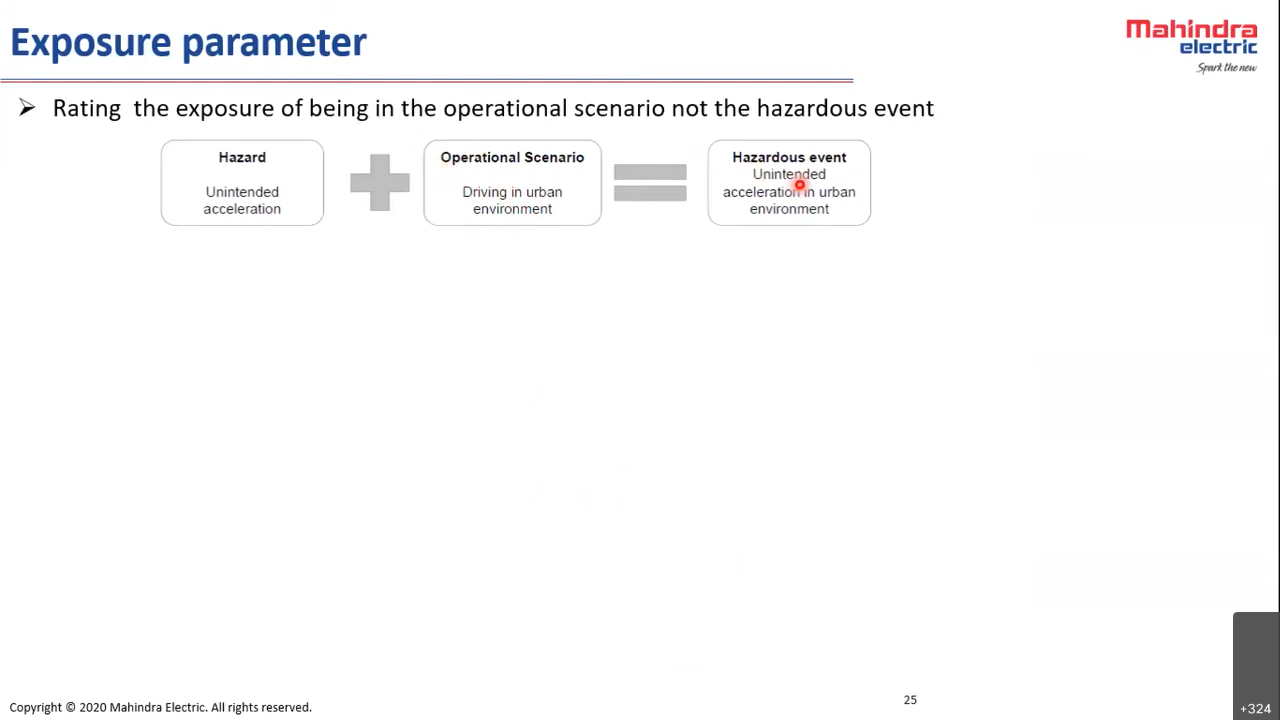 Exposure parameter
Mahindra
electric
Spark the new
➢ Rating the exposure of being in the operational scenario not the hazardous event
Hazard
Unintended
acceleration
Operational Scenario
Driving in urban
environment
Hazardous event
Unintended
acceleration in urban
environment
Copyright © 2020 Mahindra Electric. All rights reserved.
25
+324